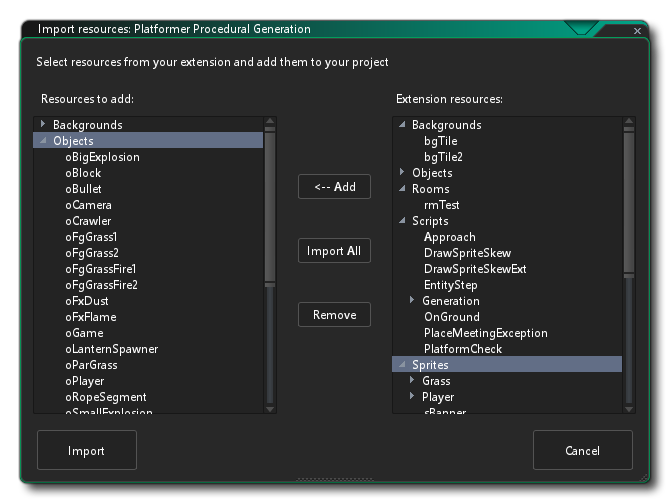 Import resources: Platformer Procedural Generation
Select resources from your extension and add them to your project
Resources to add:
Backgrounds
Objects
oBigExplosion
oBlock
oBullet
oCamera
oCrawler
oFgGrass1
oFgGrass2
oFgGrassFire1
oFgGrassFire2
oFxDust
oFxFlame
oGame
oLanternSpawner
oParGrass
oPlayer
oRopeSegment
oSmallExplosion
<-- Add
Import All
Remove
Extension resources:
Backgrounds
bgTile
bgTile2
Objects
Rooms
rmTest
Scripts
Approach
DrawSpriteSkew
DrawSpriteSkewExt
EntityStep
Generation
OnGround
PlaceMeetingException
PlatformCheck
Sprites
Grass
Player
sBanner
Import
Cancel